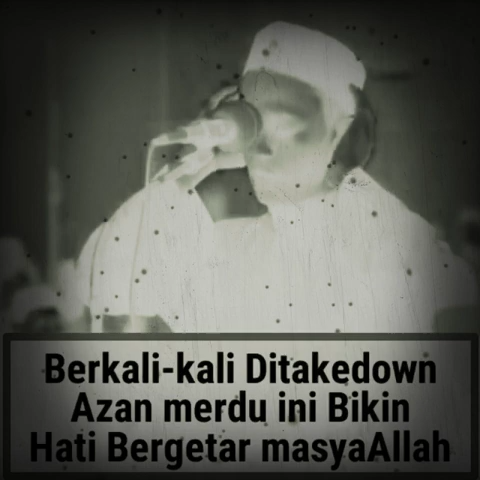 Berkali-kali Ditakedown
Azan merdu ini Bikin
Hati Bergetar masyaAllah